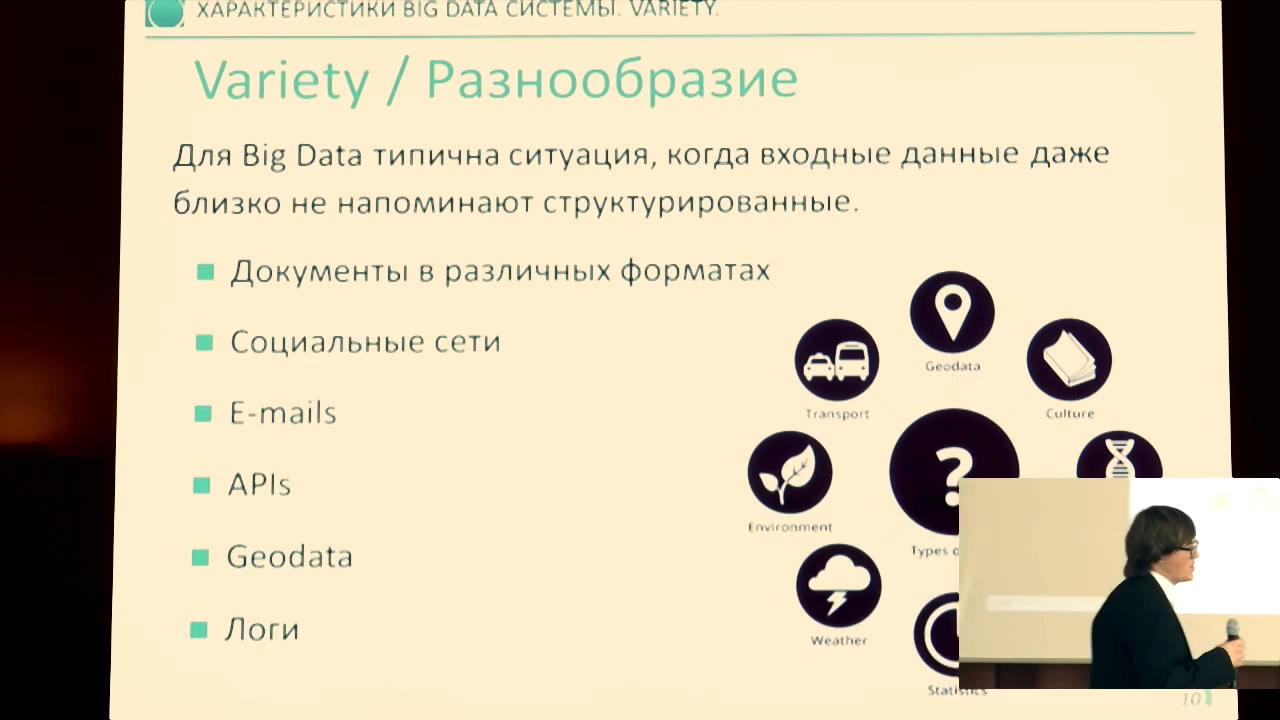 ХАРАКТЕРИСТИКИ BIG DATA СИСТЕМЫ. VARIETY.
Variety / Разнообразие
Для Big Data типична ситуация, когда входные данные даже
близко не напоминают структурированные.
Документы в различных форматах
Социальные сети
E-mails
APIs
Geodata
Логи
Geodata
Transport
Culture
?
Environment
Types
Weather
Statistics
10